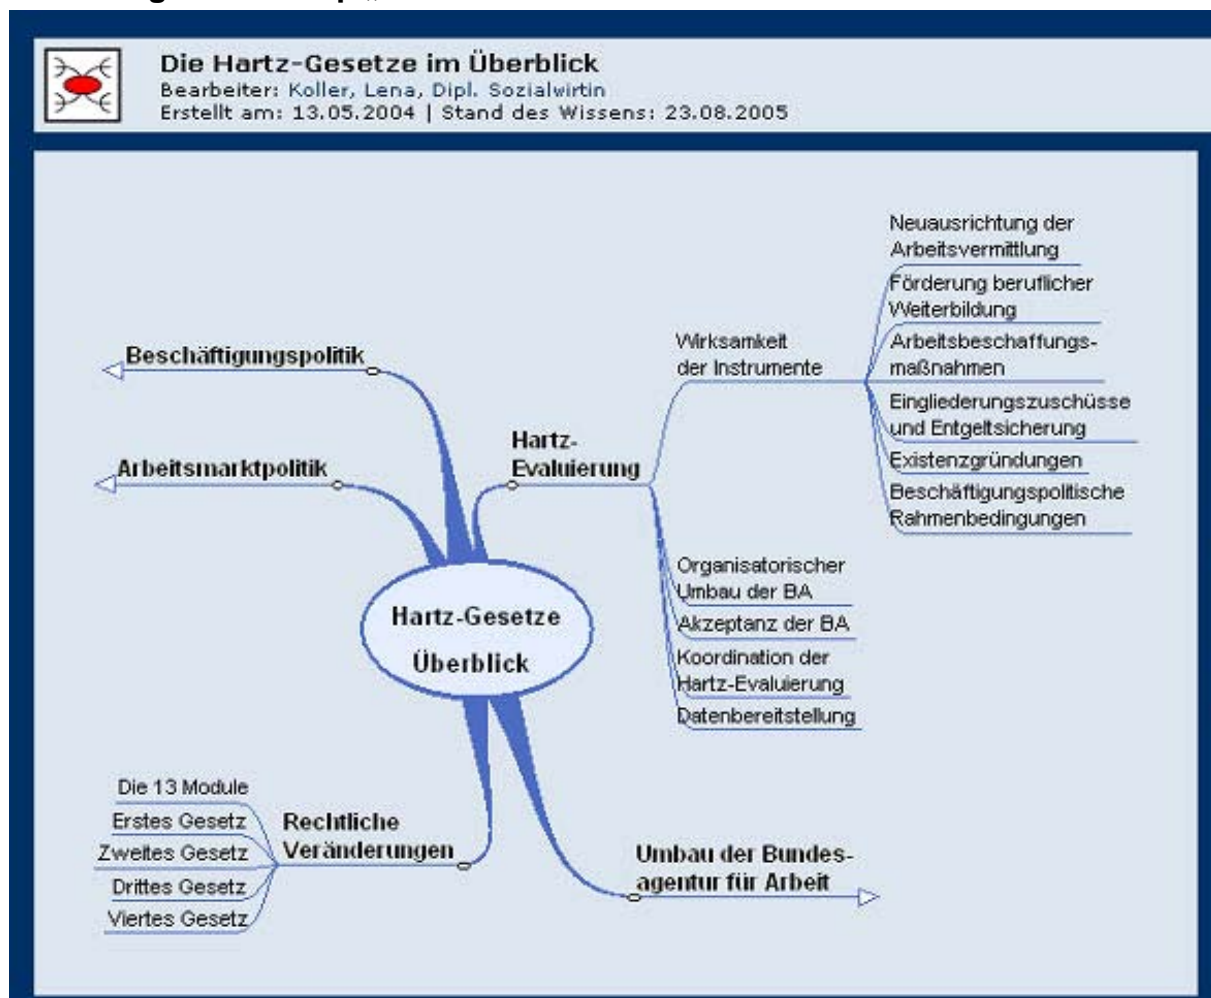 Die Hartz-Gesetze im Überblick
Bearbeiter: Koller, Lena, Dipl. Sozialwirtin
Erstellt am: 13.05.2004 | Stand des Wissens: 23.08.2005
Neuausrichtung der
Arbeitsvermittlung
Förderung beruflicher
Weiterbildung
Arbeitsbeschaffungs-
maßnahmen
Eingliederungszuschüsse
und Entgeltsicherung
Existenzgründungen
Beschäftigungspolitische
Rahmenbedingungen
Wirksamkeit
der Instrumente
Beschäftigungspolitik
Arbeitsmarktpolitik
Hartz-
Evaluierung
Organisatorischer
Umbau der BA
Akzeptanz der BA
Koordination der
Hartz-Evaluierung
Datenbereitstellung
Hartz-Gesetze
Überblick
Die 13 Module
Erstes Gesetz
Zweites Gesetz
Drittes Gesetz
Viertes Gesetz
Rechtliche
Veränderungen
Umbau der Bundes-
agentur für Arbeit